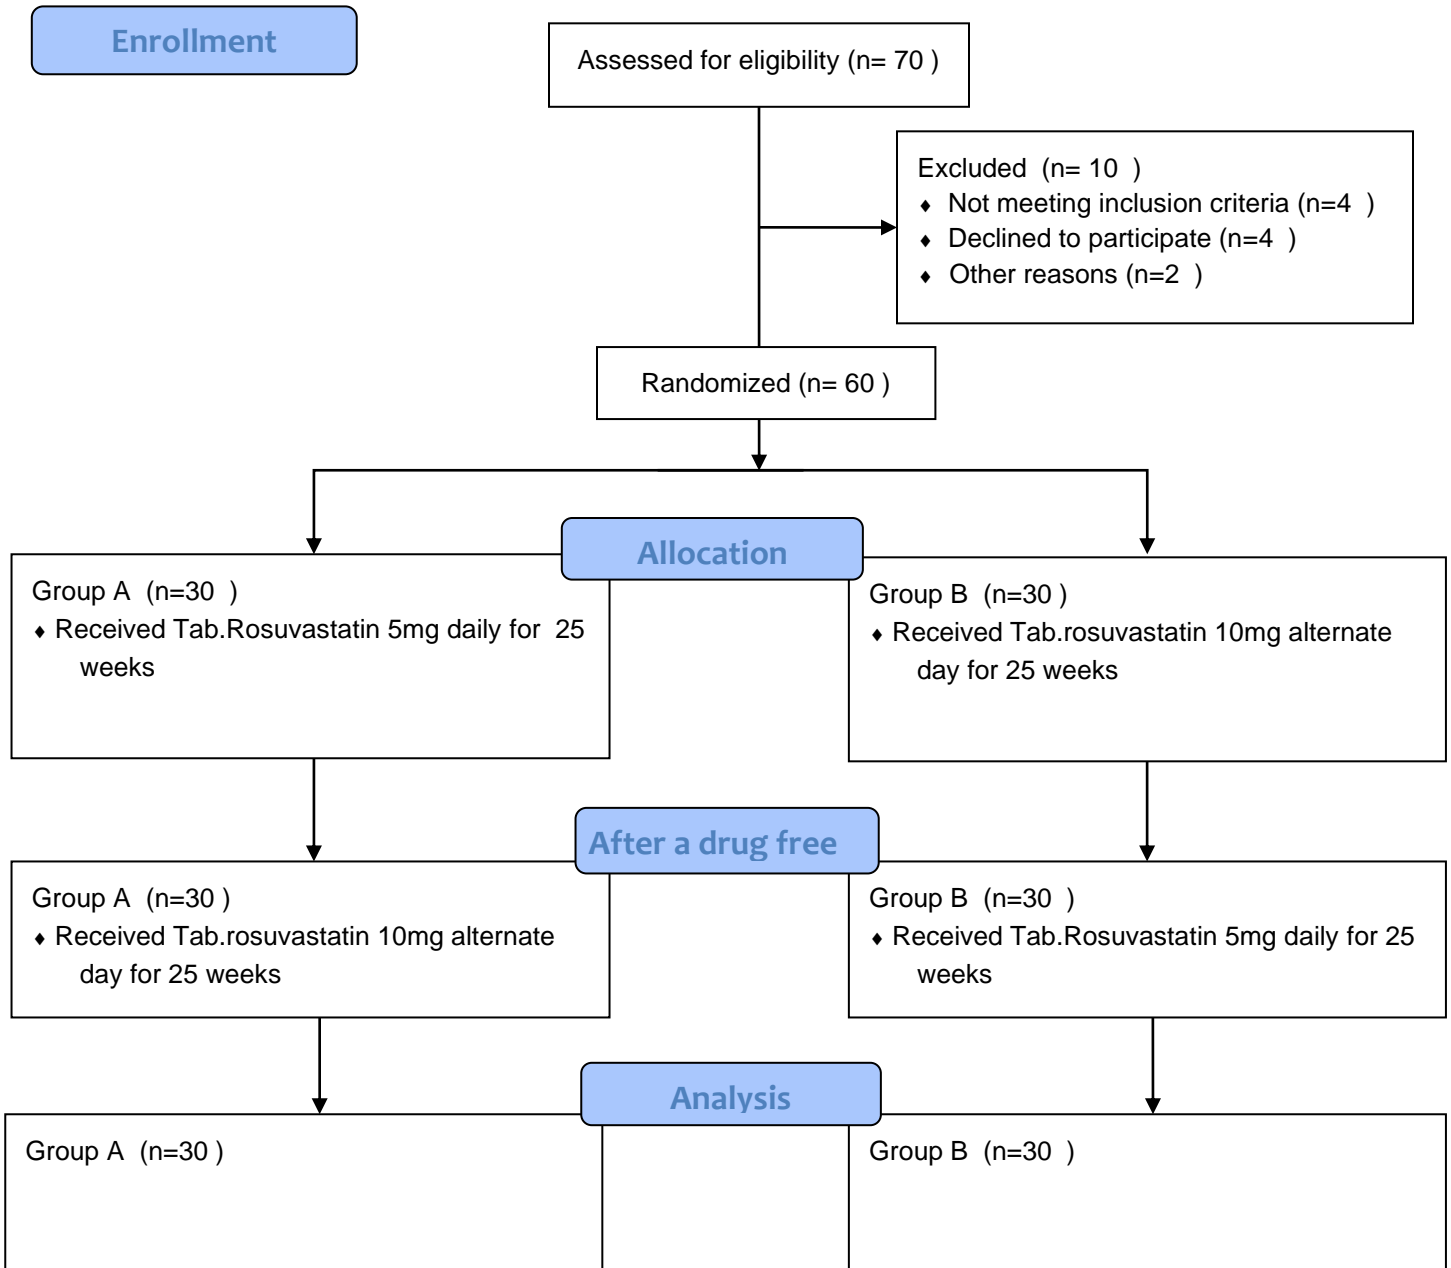 Enrollment
Assessed for eligibility (n= 70 )
Excluded (n= 10 )
♦ Not meeting inclusion criteria (n=4 )
♦ Declined to participate (n=4 )
♦ Other reasons (n=2 )
Randomized (n= 60 )
Allocation
Group A (n=30 )
♦ Received Tab.Rosuvastatin 5mg daily for 25
weeks
Group B (n=30 )
♦ Received Tab.rosuvastatin 10mg alternate
day for 25 weeks
After a drug free
Group A (n=30 )
♦ Received Tab.rosuvastatin 10mg alternate
day for 25 weeks
Group B (n=30 )
♦ Received Tab.Rosuvastatin 5mg daily for 25
weeks
Analysis
Group A (n=30 )
Group B (n=30 )